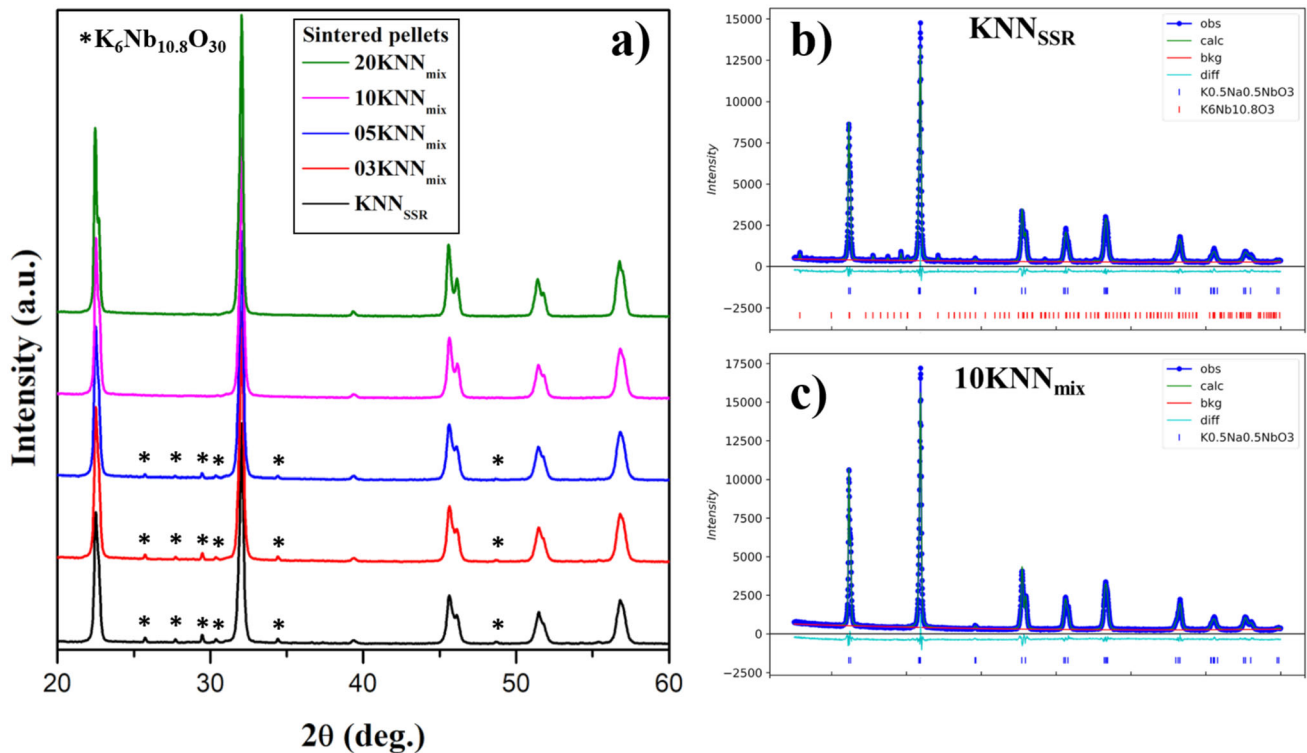 *K₆Nb₁₀.₈O₃₀
Sintered pellets
20KNNmix
10KNNmix
05KNNmix
03KNNmix
KNNSSR
a)
Intensity (a.u.)
* * * * * *
* * * * * *
* * * * * *
20 30 40 50 60
2θ (deg.)
b)
KNNSSR
obs
calc
bkg
diff
K0.5Na0.5NbO3
K6Nb10.8O3
Intensity
15000
12500
10000
7500
5000
2500
0
−2500
c)
10KNNmix
obs
calc
bkg
diff
K0.5Na0.5NbO3
Intensity
17500
15000
12500
10000
7500
5000
2500
0
−2500